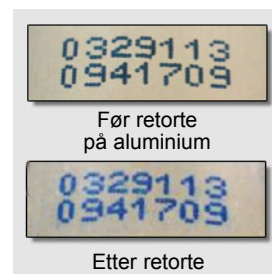 0329113
0941709
Før retorte
på aluminium
0329113
0941709
Etter retorte